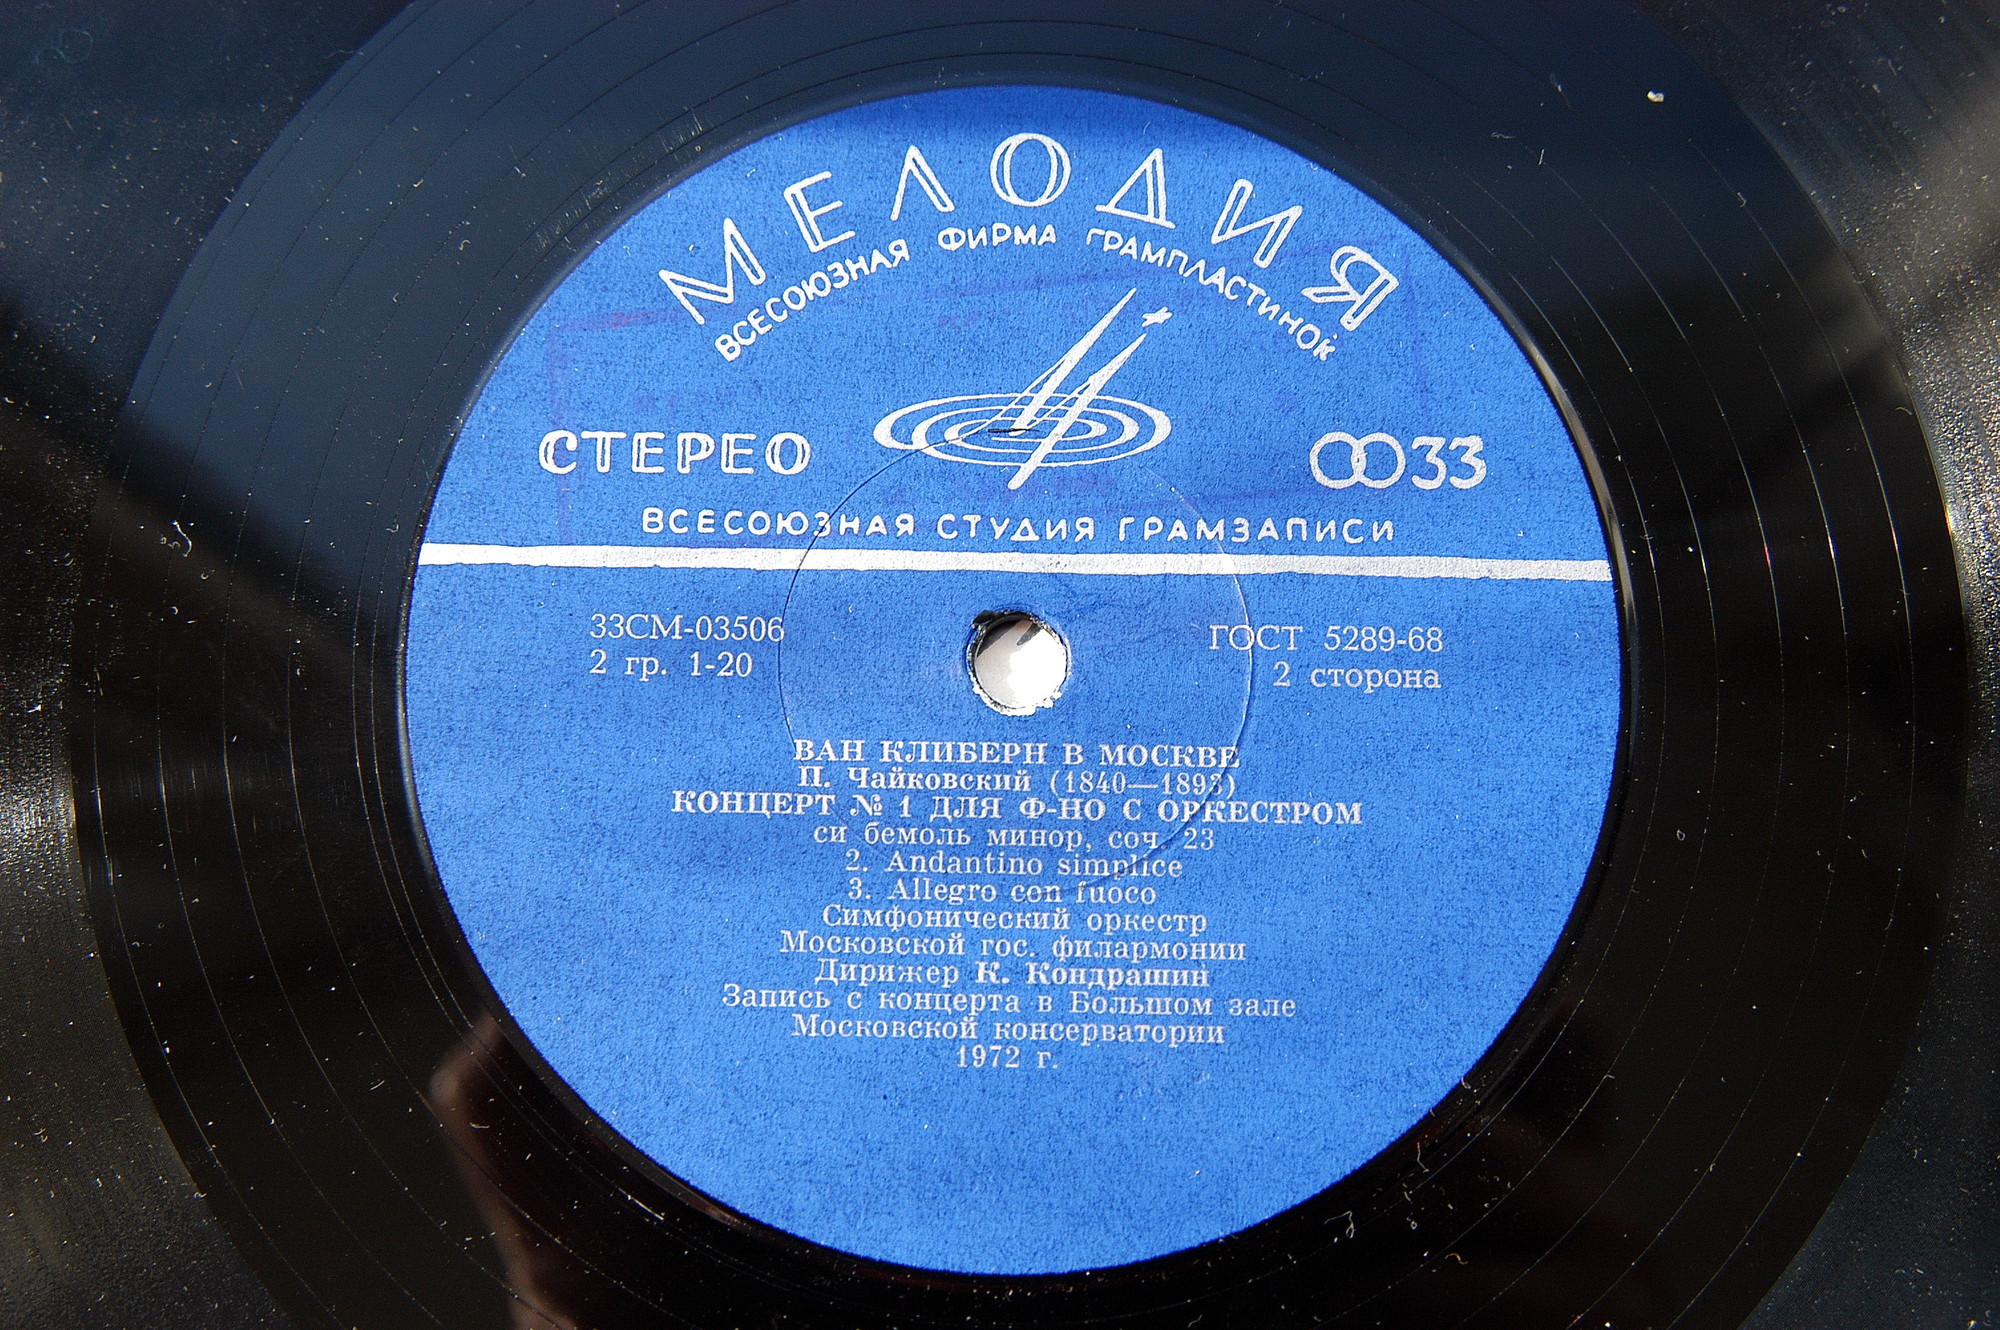 МЕЛОДИЯ
ВСЕСОЮЗНАЯ ФИРМА ГРАМПЛАСТИНОК
СТЕРЕО
33
ВСЕСОЮЗНАЯ СТУДИЯ ГРАМЗАПИСИ
33СМ-03506
ГОСТ 5289-68
2 гр. 1-20
2 сторона
ВАН КЛИБЕРН В МОСКВЕ
П. Чайковский (1840—1893)
КОНЦЕРТ № 1 ДЛЯ Ф-НО С ОРКЕСТРОМ
си бемоль минор, соч. 23
2. Andantino simplice
3. Allegro con fuoco
Симфонический оркестр
Московской гос. филармонии
Дирижер К. Кондрашин
Запись с концерта в Большом зале
Московской консерватории
1972 г.